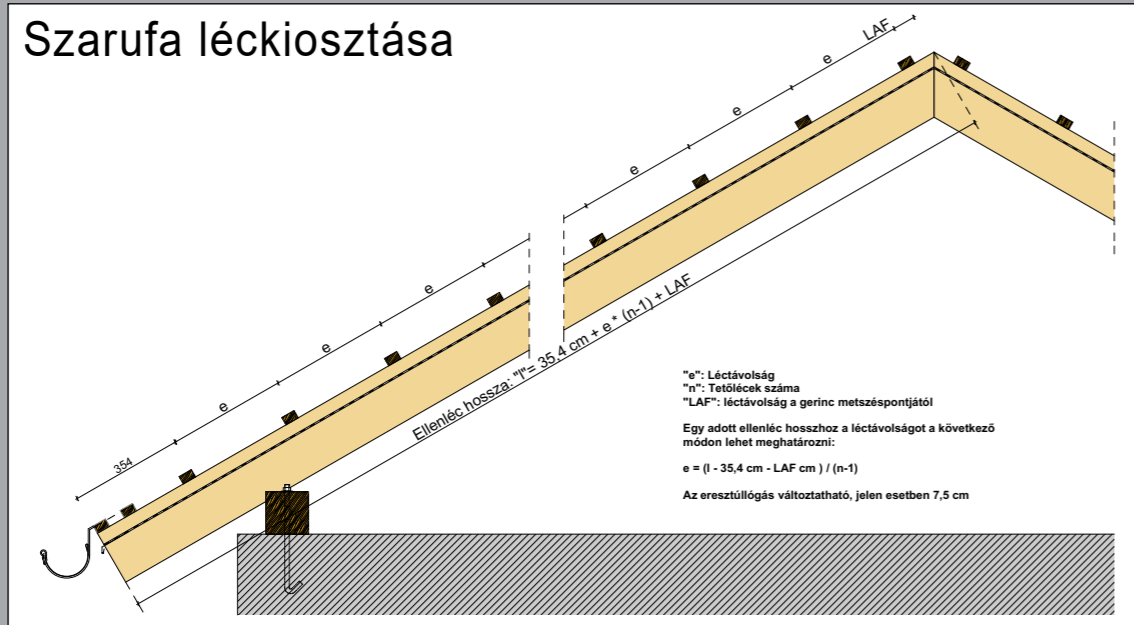 Szarufa léckiosztása
LAF
e
e
e
e
e
e
354
Ellenléc hossza: "l"= 35,4 cm + e * (n-1) + LAF
"e": Léctávolság
"n": Tetőlécek száma
"LAF": léctávolság a gerinc metszéspontjától
Egy adott ellenléc hosszhoz a léctávolságot a következő
módon lehet meghatározni:
e = (l - 35,4 cm - LAF cm ) / (n-1)
Az eresztúllógás változtatható, jelen esetben 7,5 cm